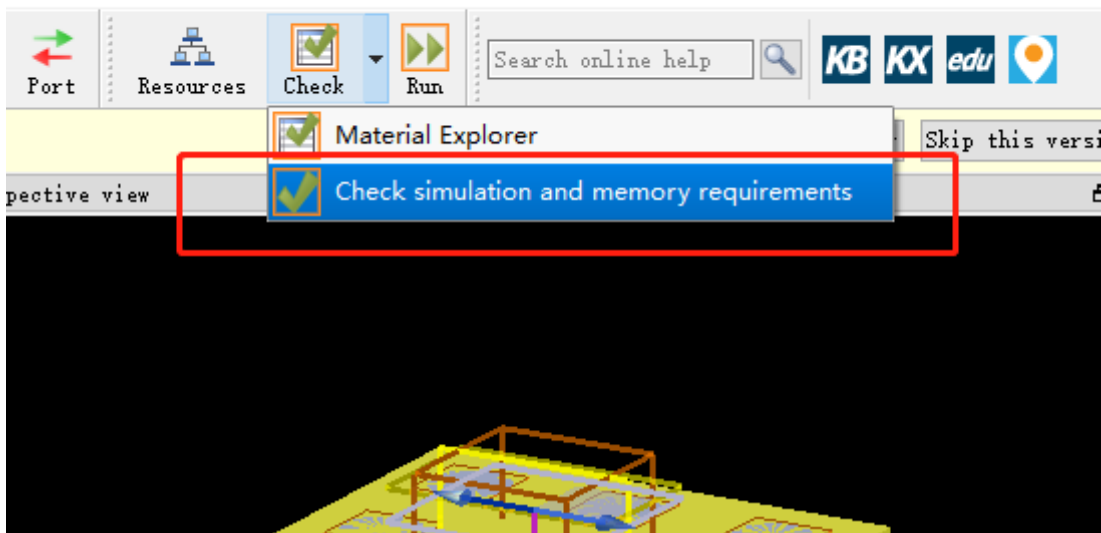 Port
Resources
Check
Run
Search online help
KB
KX
edu
Material Explorer
Skip this versi
Check simulation and memory requirements
pective view